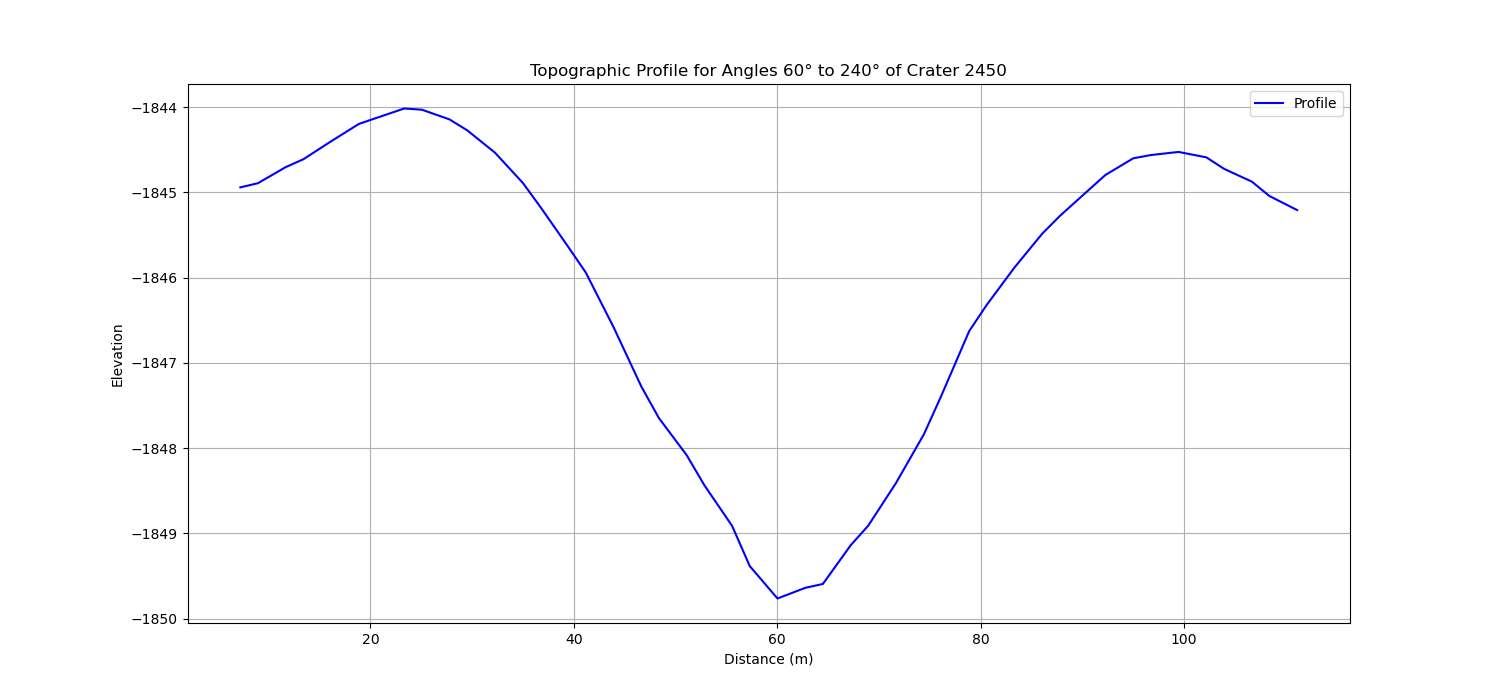 Topographic Profile for Angles 60° to 240° of Crater 2450
Profile
−1844
−1845
−1846
−1847
−1848
−1849
−1850
Elevation
20 40 60 80 100
Distance (m)